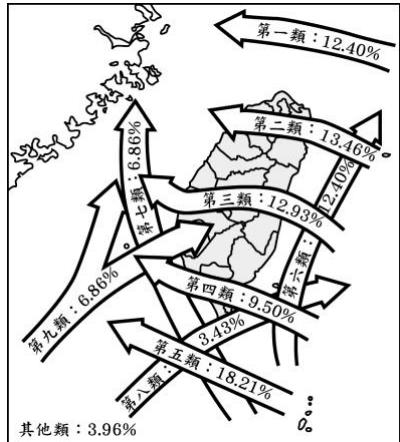 第一類：12.40%
第二類：13.46%
第三類：12.93%
第四類：9.50%
第五類：18.21%
第六類：12.40%
第七類：6.86%
第八類：3.43%
第九類：6.86%
其他類：3.96%